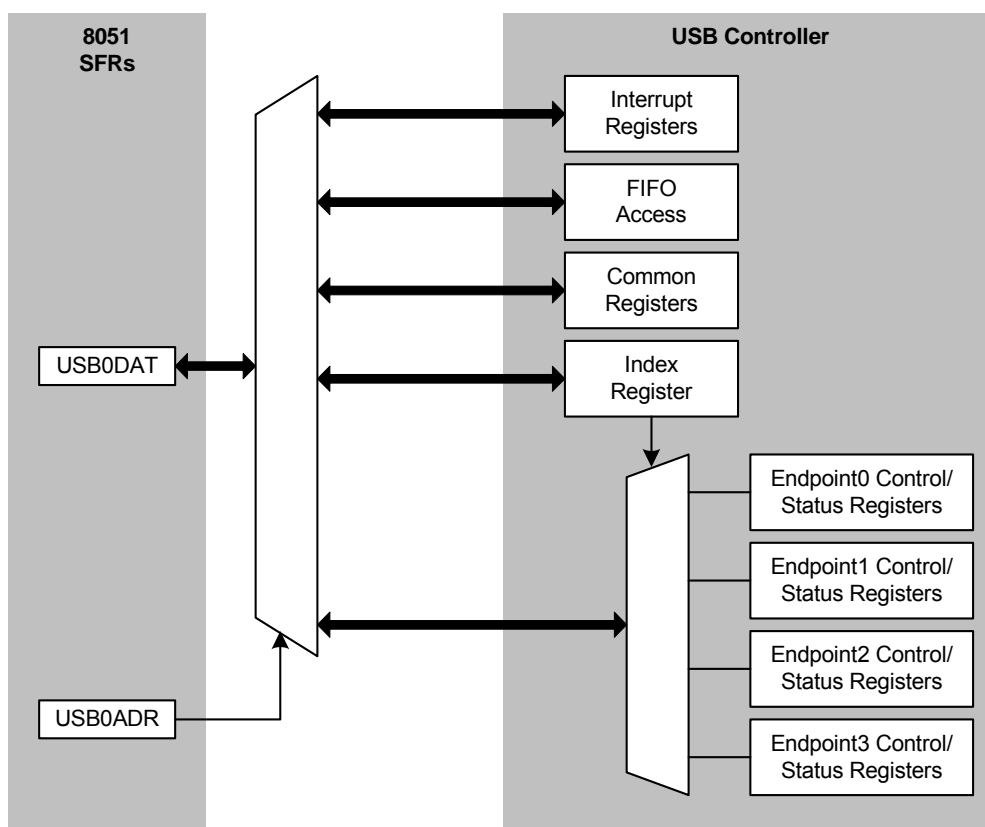 8051
SFRs
USB Controller
Interrupt
Registers
FIFO
Access
Common
Registers
USB0DAT
Index
Register
Endpoint0 Control/
Status Registers
Endpoint1 Control/
Status Registers
Endpoint2 Control/
Status Registers
USB0ADR
Endpoint3 Control/
Status Registers